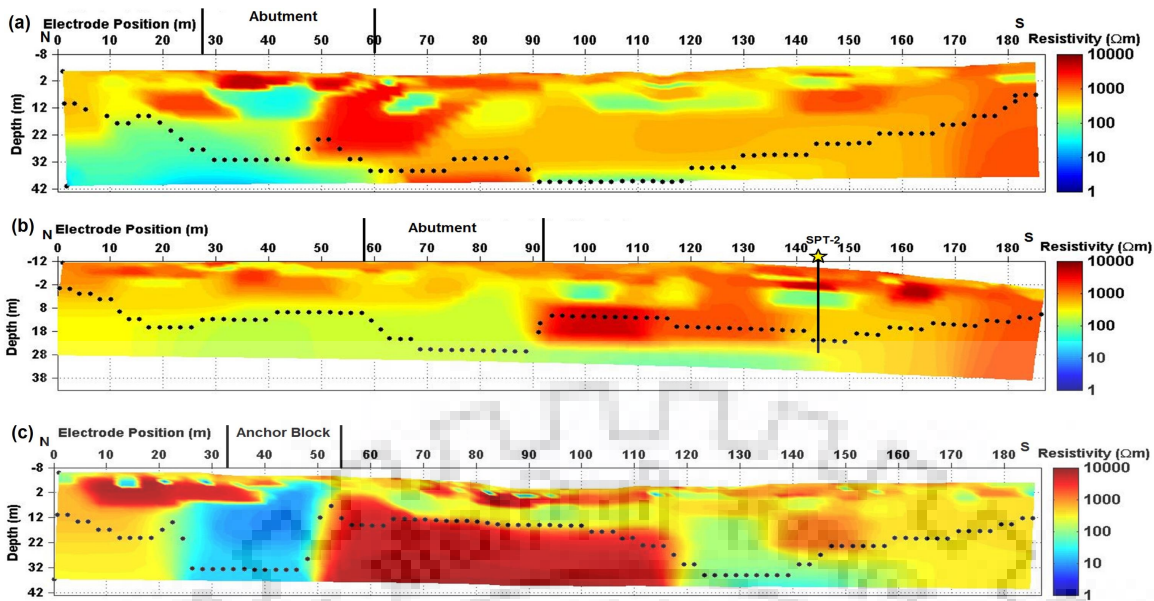 (a)
Electrode Position (m)
Abutment
N
S
Resistivity (Ωm)
0 10 20 30 40 50 60 70 80 90 100 110 120 130 140 150 160 170 180
-8
2
12
22
32
42
Depth (m)
10000
1000
100
10
1
(b)
N
Electrode Position (m)
Abutment
SPT-2
S
Resistivity (Ωm)
0 10 20 30 40 50 60 70 80 90 100 110 120 130 140 150 160 170 180
-12
-2
8
18
28
38
Depth (m)
10000
1000
100
10
1
(c)
N
Electrode Position (m)
Anchor Block
S
Resistivity (Ωm)
0 10 20 30 40 50 60 70 80 90 100 110 120 130 140 150 160 170 180
-8
2
12
22
32
42
Depth (m)
10000
1000
100
10
1